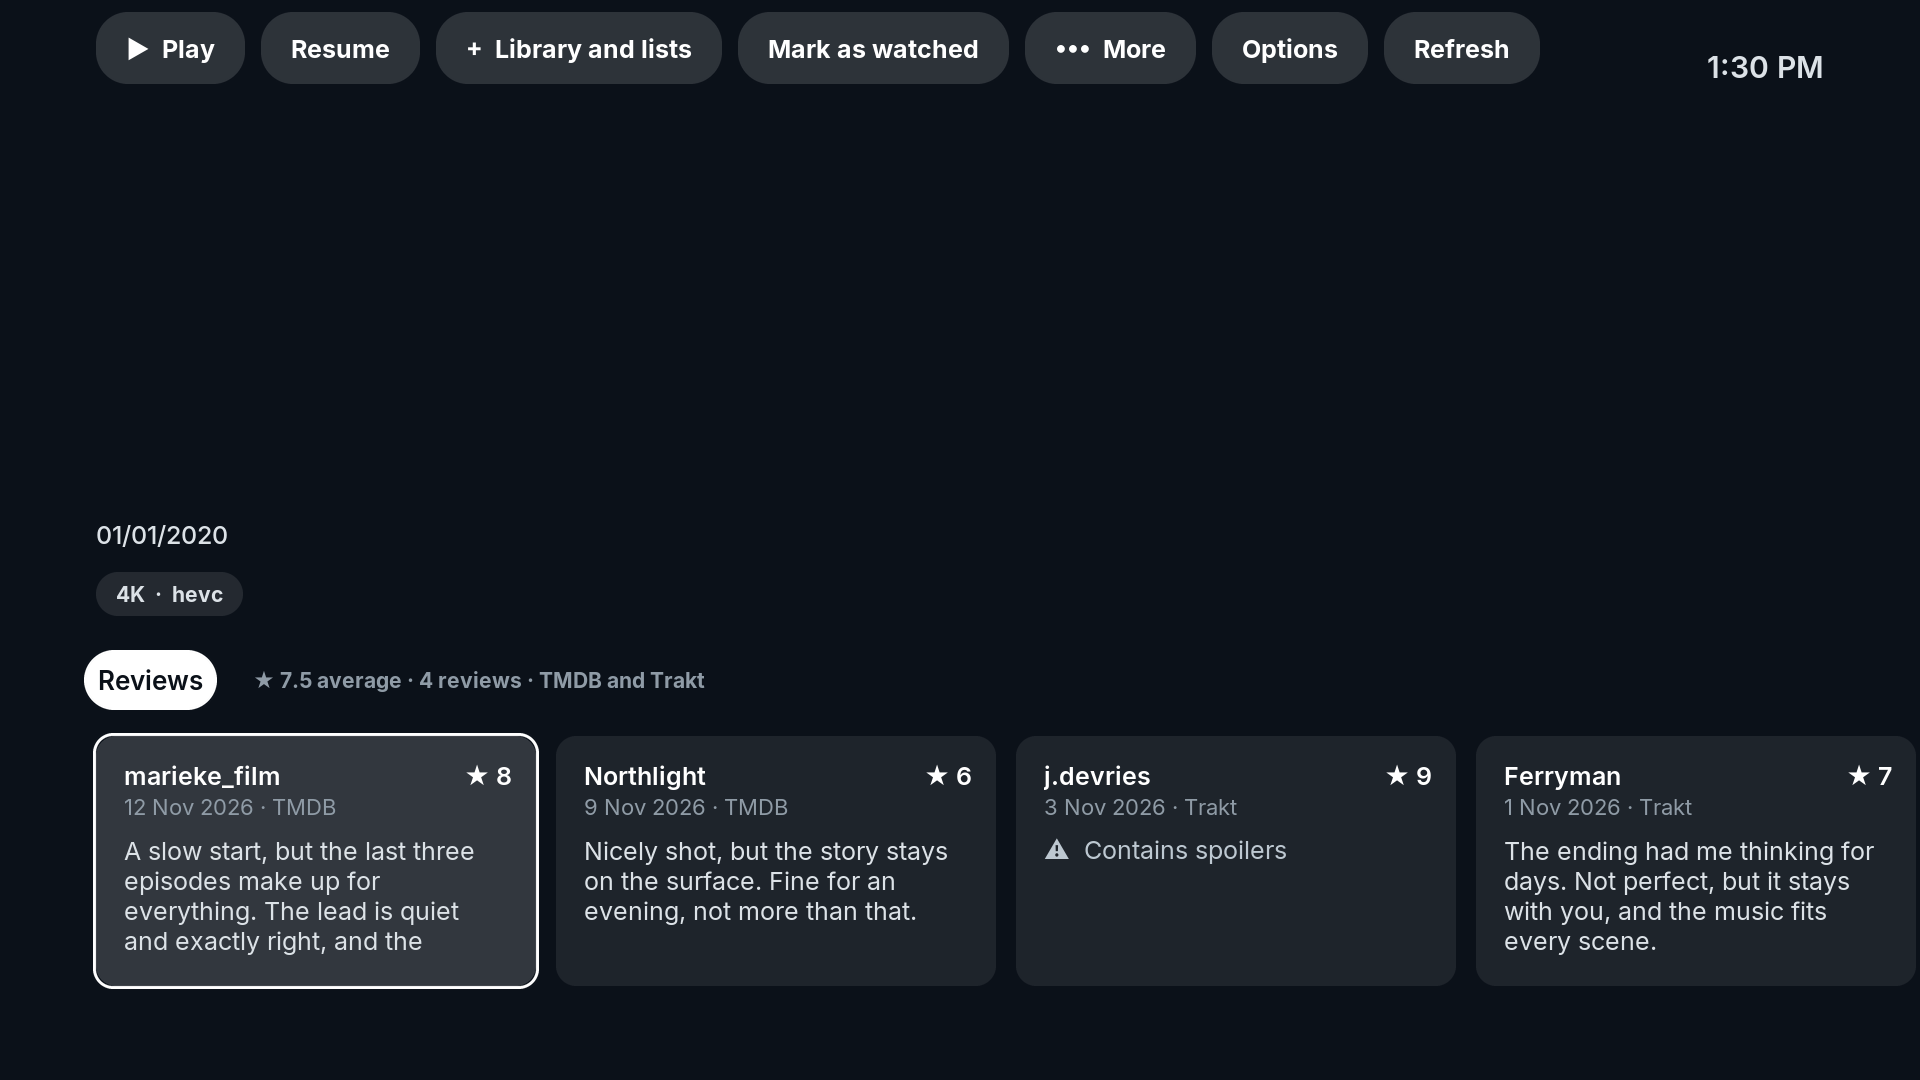 ▶ Play Resume + Library and lists Mark as watched ••• More Options Refresh
1:30 PM
01/01/2020
4K · hevc
Reviews ★ 7.5 average · 4 reviews · TMDB and Trakt
marieke_film ★ 8
12 Nov 2026 · TMDB
A slow start, but the last three
episodes make up for
everything. The lead is quiet
and exactly right, and the
Northlight ★ 6
9 Nov 2026 · TMDB
Nicely shot, but the story stays
on the surface. Fine for an
evening, not more than that.
j.devries ★ 9
3 Nov 2026 · Trakt
⚠ Contains spoilers
Ferryman ★ 7
1 Nov 2026 · Trakt
The ending had me thinking for
days. Not perfect, but it stays
with you, and the music fits
every scene.